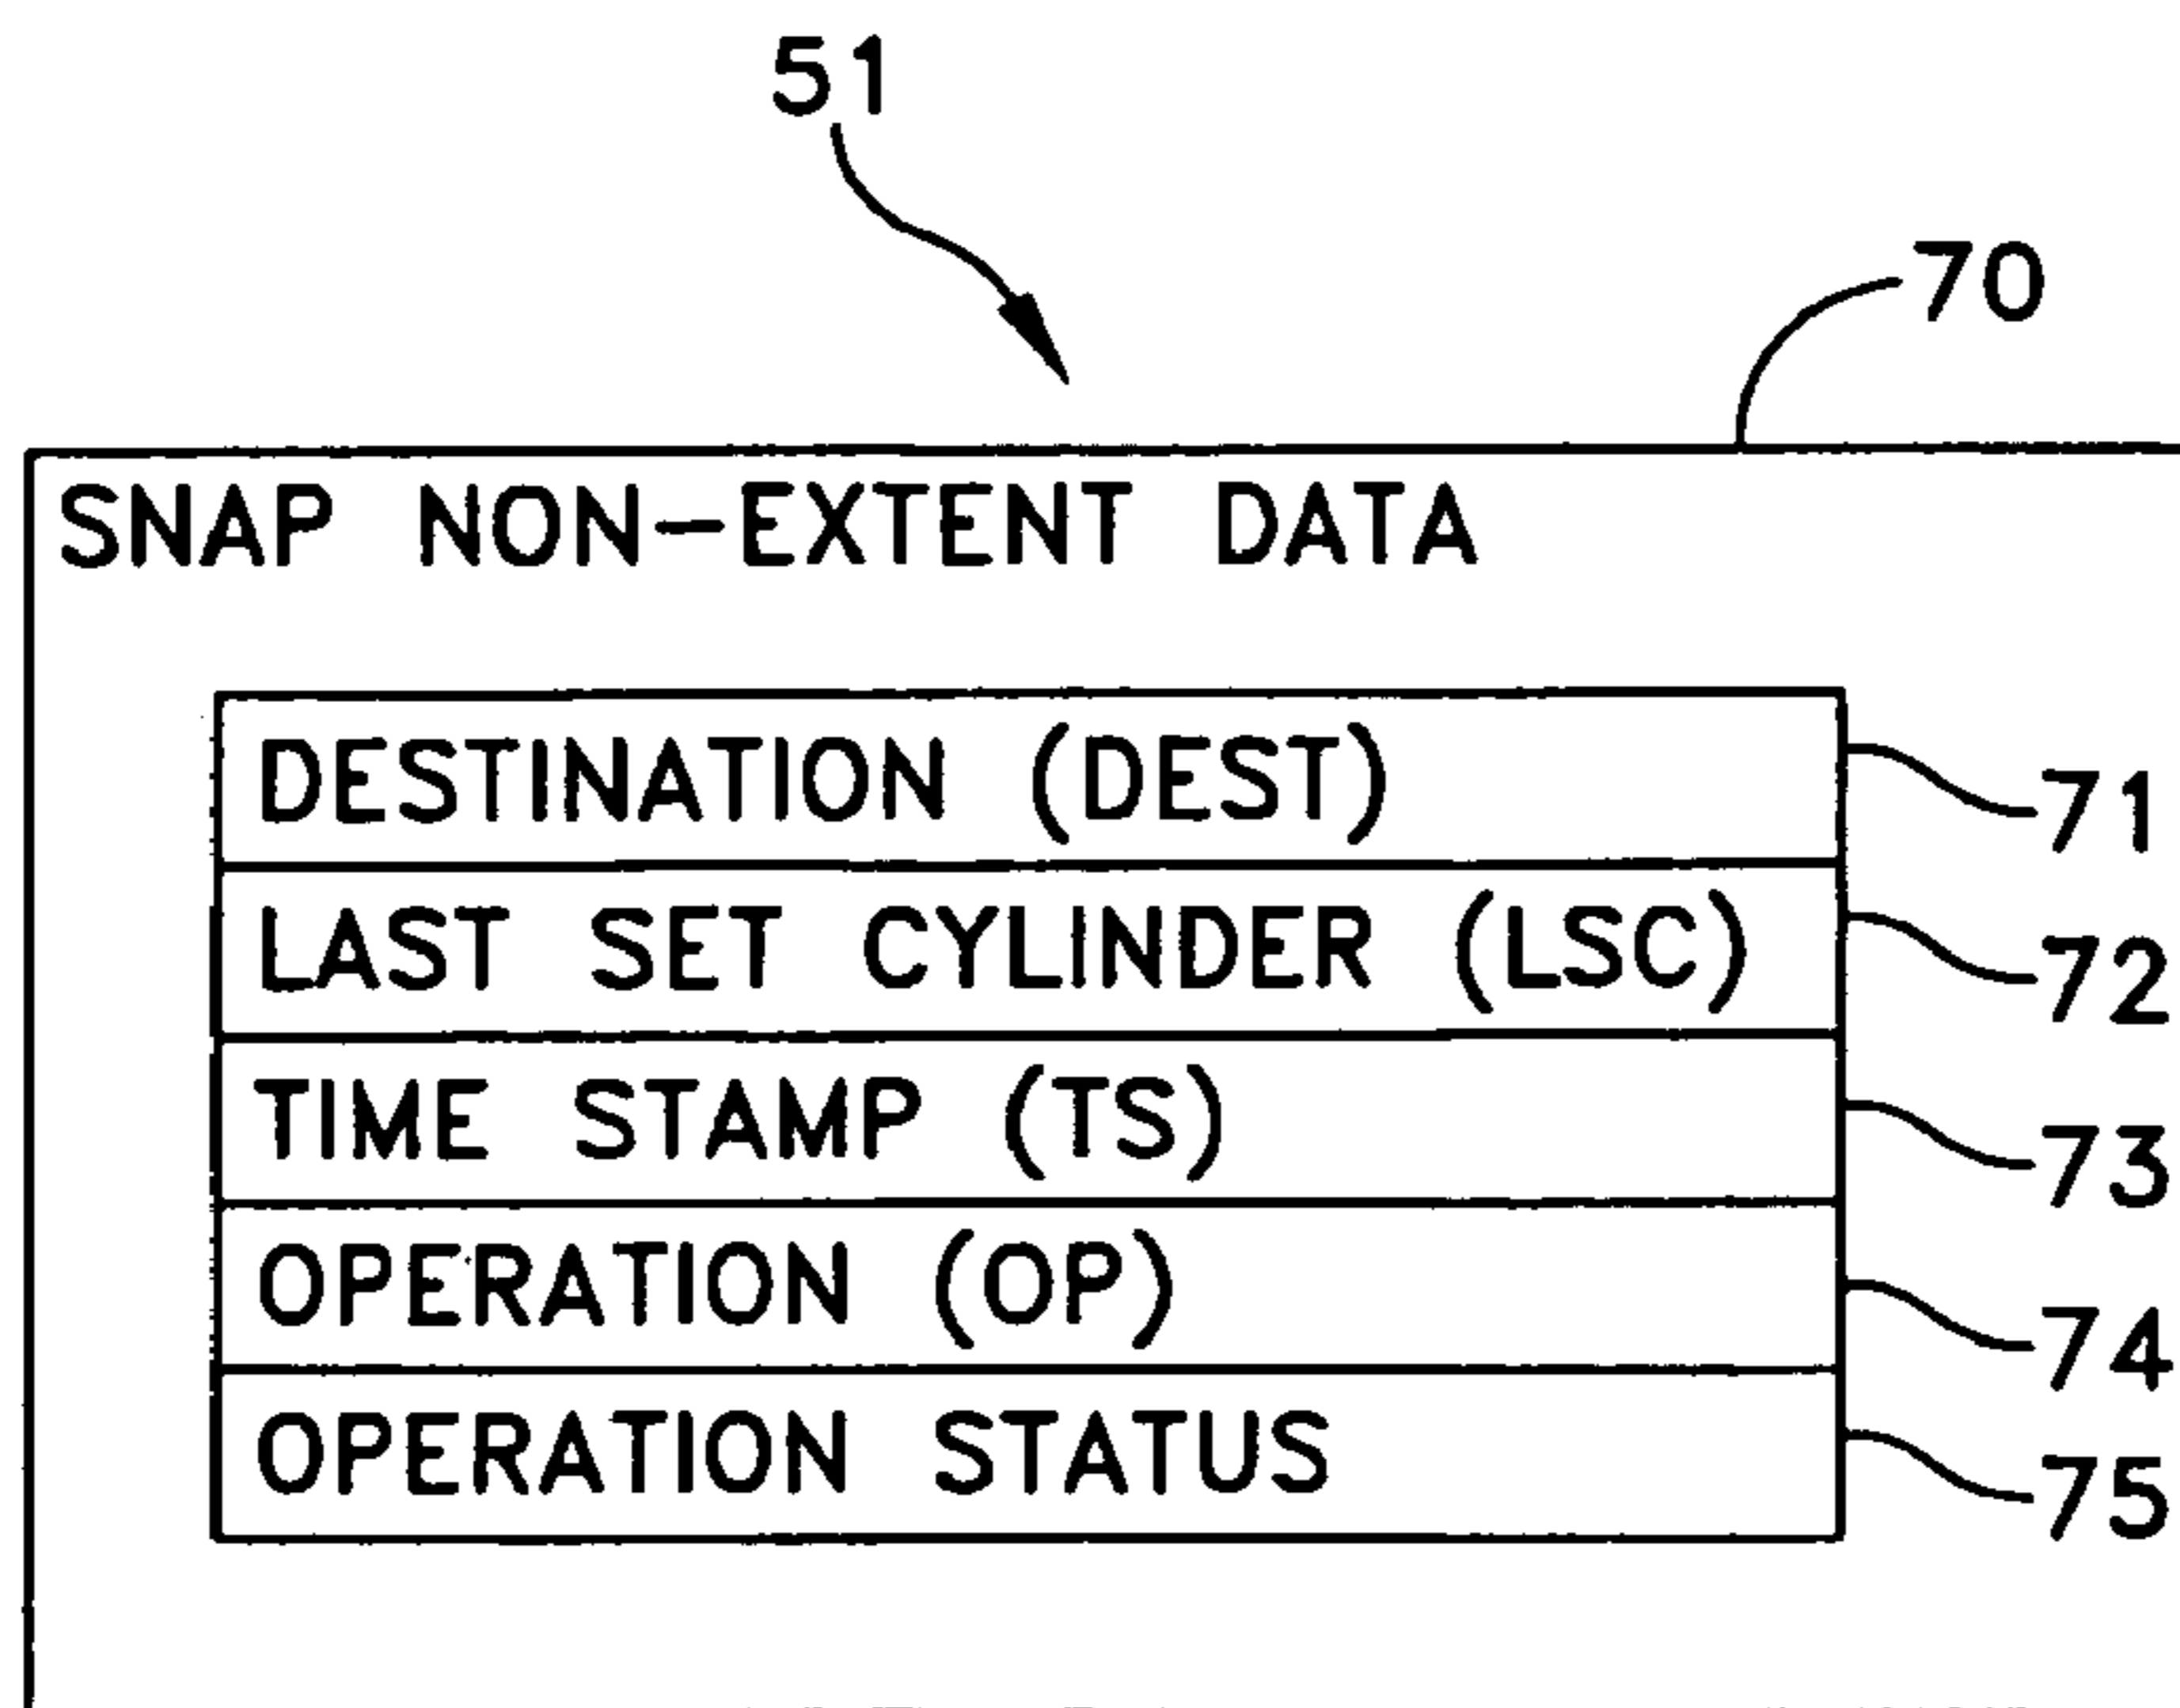 51
70
SNAP NON-EXTENT DATA
DESTINATION (DEST)
71
LAST SET CYLINDER (LSC)
72
TIME STAMP (TS)
73
OPERATION (OP)
74
OPERATION STATUS
75